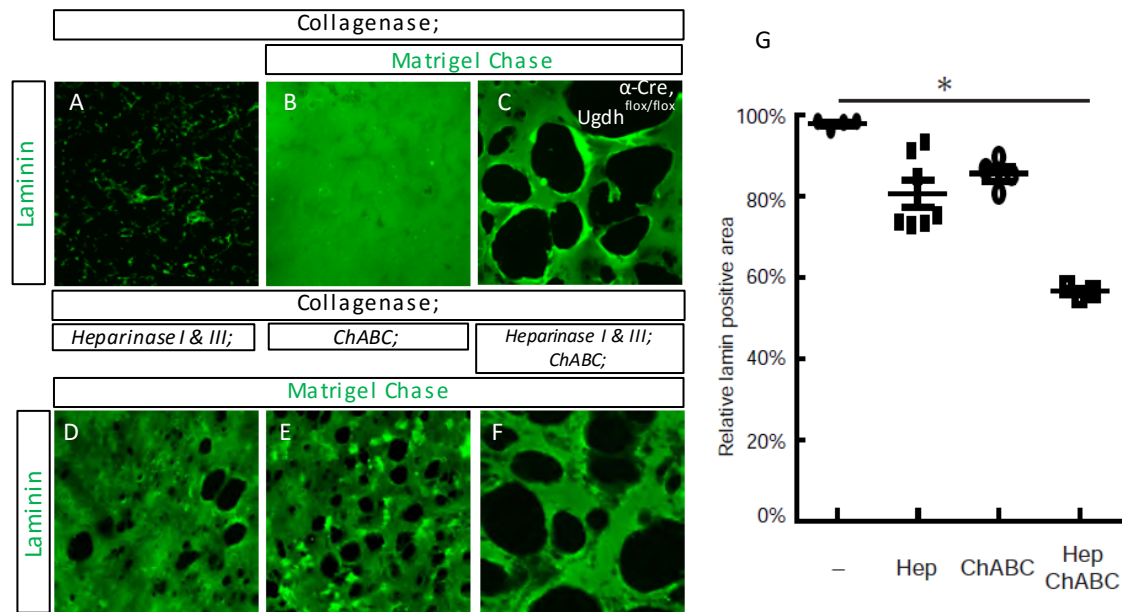 Collagenase;
Matrigel Chase
Laminin
A
B
C
α-Cre,
flox/flox
Ugdh
Collagenase;
Heparinase I & III;
ChABC;
Heparinase I & III;
ChABC;
Matrigel Chase
Laminin
D
E
F
G
*
Relative lamin positive area
100%
80%
60%
40%
20%
0%
–
Hep
ChABC
Hep
ChABC